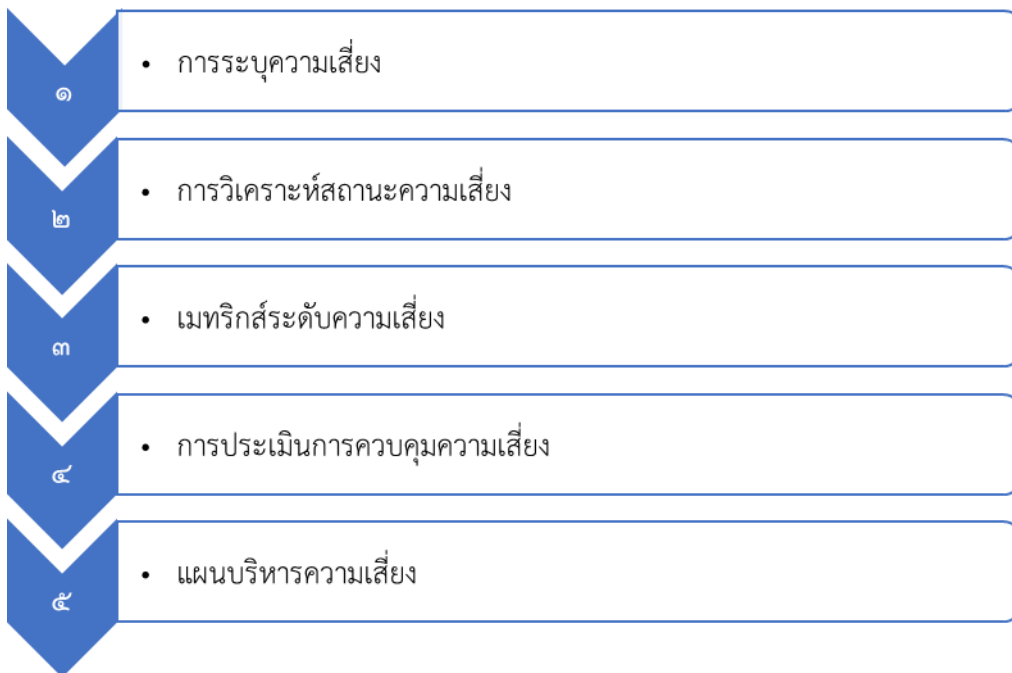 ๑
• การระบุความเสี่ยง
๒
• การวิเคราะห์สถานะความเสี่ยง
๓
• เมทริกส์ระดับความเสี่ยง
๔
• การประเมินการควบคุมความเสี่ยง
๕
• แผนบริหารความเสี่ยง